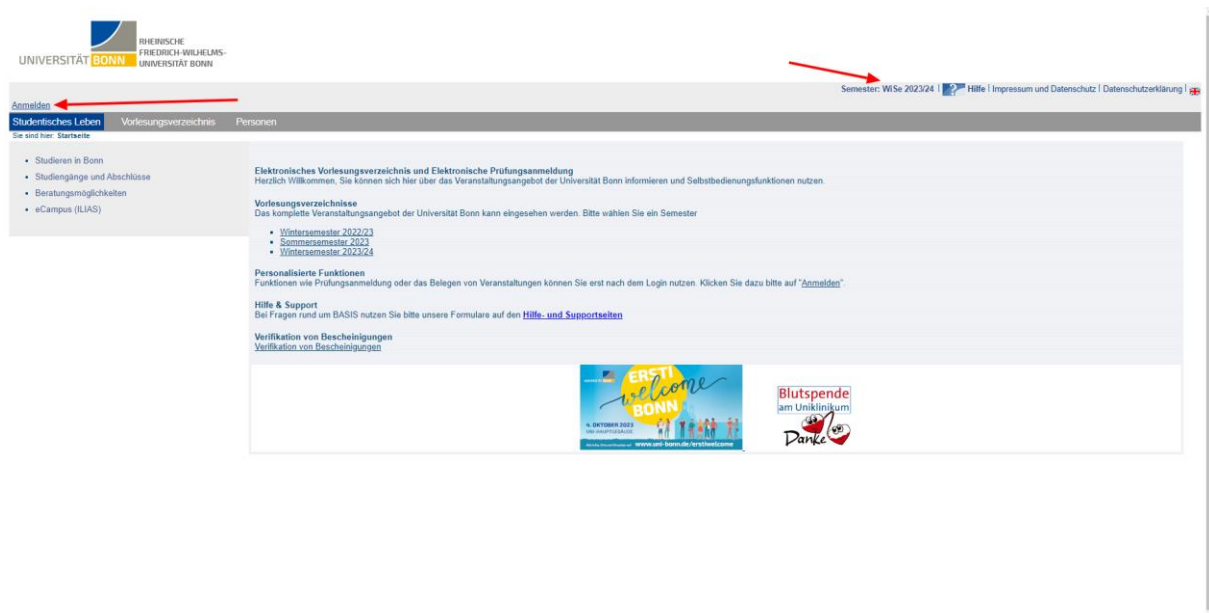 RHEINISCHE
FRIEDRICH-WILHELMS-
UNIVERSITÄT BONN
UNIVERSITÄT BONN
Semester: WiSe 2023/24 | Hilfe | Impressum und Datenschutz | Datenschutzerklärung |
Anmelden
Studentisches Leben Vorlesungsverzeichnis Personen
Sie sind hier: Startseite
Studieren in Bonn
Studiengänge und Abschlüsse
Beratungsmöglichkeiten
eCampus (ILIAS)
Elektronisches Vorlesungsverzeichnis und Elektronische Prüfungsanmeldung
Herzlich Willkommen, Sie können sich hier über das Veranstaltungsangebot der Universität Bonn informieren und Selbstbedienungsfunktionen nutzen.
Vorlesungsverzeichnisse
Das komplette Veranstaltungsangebot der Universität Bonn kann eingesehen werden. Bitte wählen Sie ein Semester
Wintersemester 2022/23
Sommersemester 2023
Wintersemester 2023/24
Personalisierte Funktionen
Funktionen wie Prüfungsanmeldung oder das Belegen von Veranstaltungen können Sie erst nach dem Login nutzen. Klicken Sie dazu bitte auf "Anmelden".
Hilfe & Support
Bei Fragen rund um BASIS nutzen Sie bitte unsere Formulare auf den Hilfe- und Supportseiten
Verifikation von Bescheinigungen
Verifikation von Bescheinigungen
ERSTI
welcome
BONN
4. OKTOBER 2023
UNI-HAUPTGEBÄUDE
www.uni-bonn.de/erstiwelcome
Blutspende
am Uniklinikum
Danke